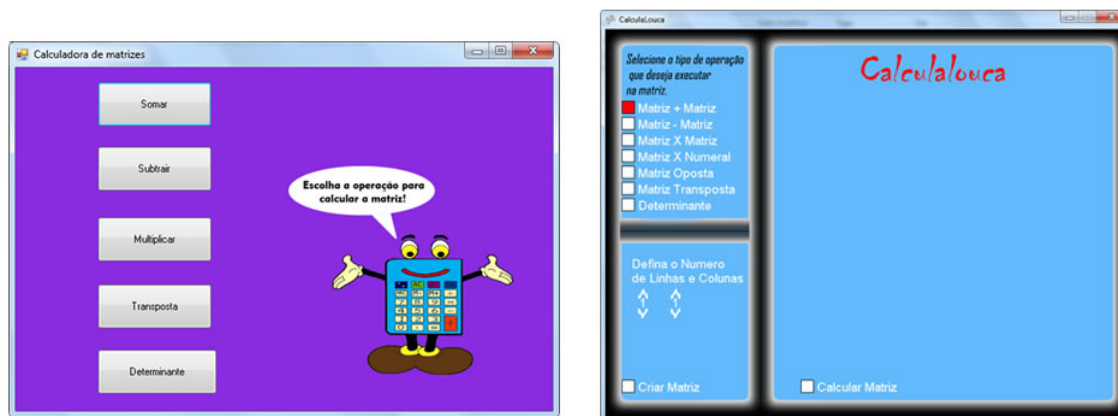 Calculadora de matrizes
Somar
Subtrair
Multiplicar
Transposta
Determinante
Escolha a operação para
calcular a matriz!
CalculaLouca
Selecione o tipo de operação
que deseja executar
na matriz.
Matriz + Matriz
Matriz - Matriz
Matriz X Matriz
Matriz X Numeral
Matriz Oposta
Matriz Transposta
Determinante
Defina o Numero
de Linhas e Colunas
1 1
Criar Matriz
Calculalouca
Calcular Matriz